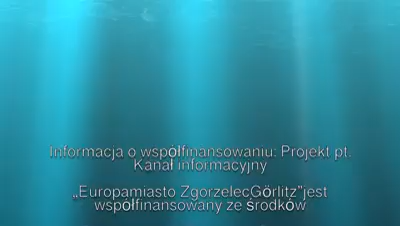 Informacja o współfinansowaniu: Projekt pt.
Kanał informacyjny
„Europamiasto ZgorzelecGörlitz"jest
współfinansowany ze środków